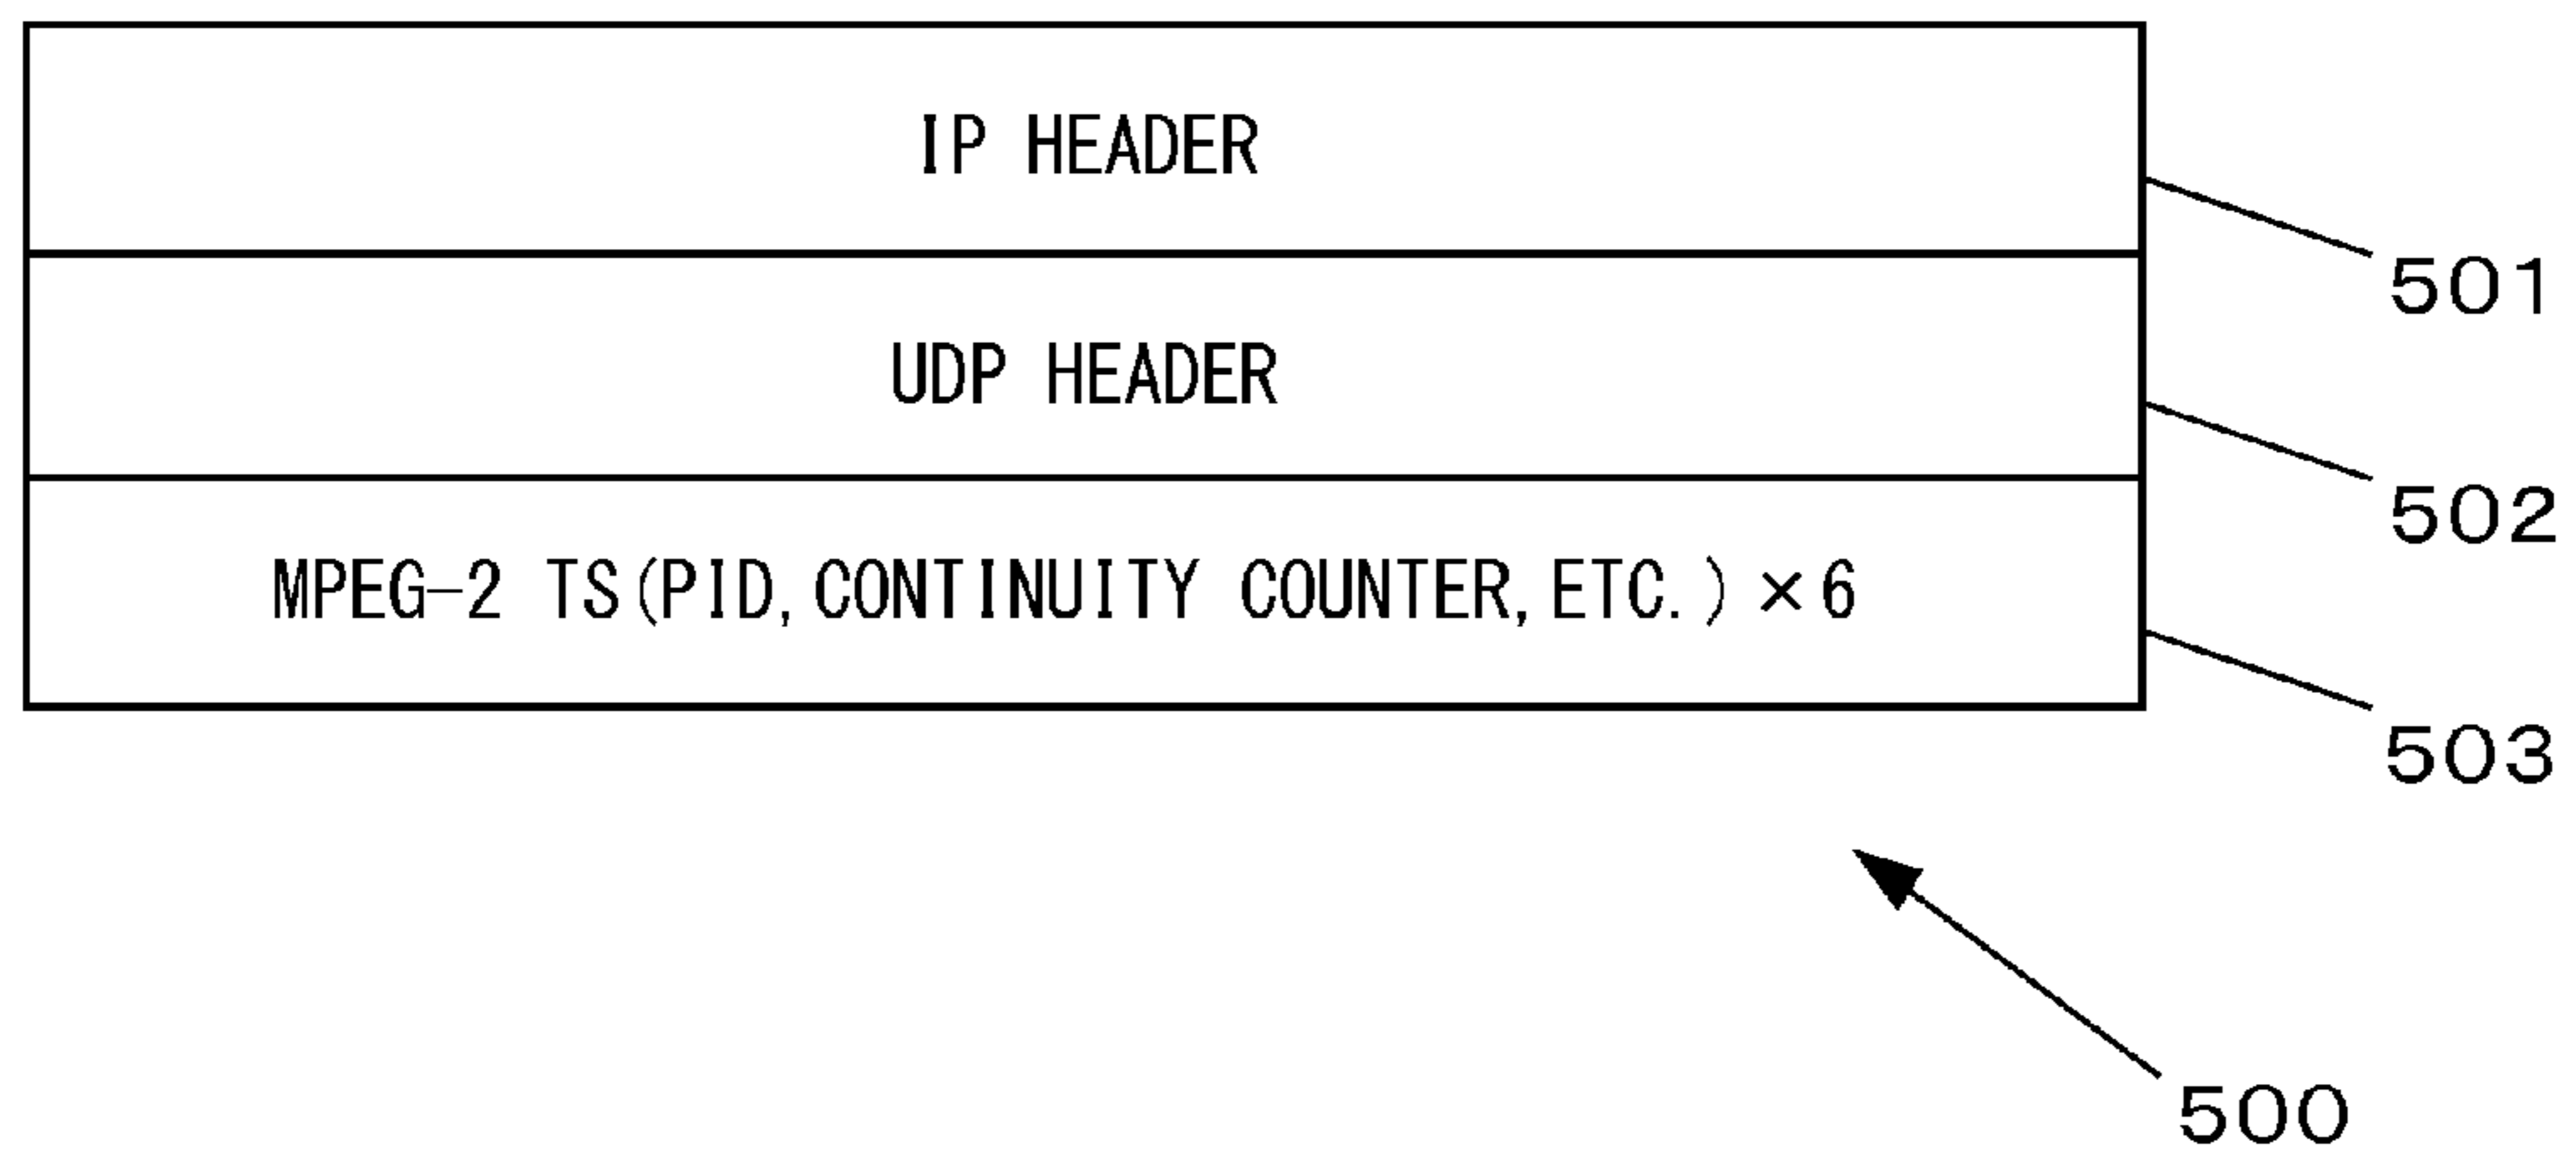 IP HEADER
501
UDP HEADER
502
MPEG-2 TS(PID,CONTINUITY COUNTER,ETC.)×6
503
500